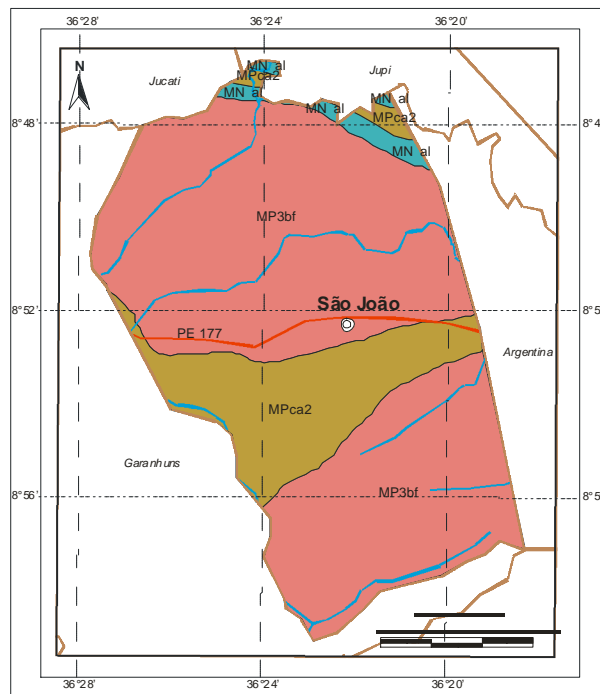 36°28' 36°24' 36°20'
N
Jucati
Jupi
MN al
MPca2
MN al
MN al
MN al
MPca2
MN al
8°48' 8°4
MP3bf
8°52' 8°5
São João
PE 177
Argentina
MPca2
Garanhuns
MP3bf
8°56' 8°5
36°28' 36°24' 36°20'